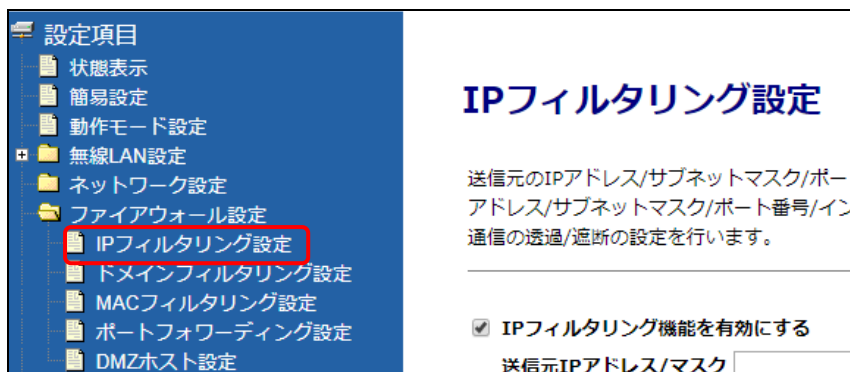 設定項目
状態表示
簡易設定
動作モード設定
無線LAN設定
ネットワーク設定
ファイアウォール設定
IPフィルタリング設定
ドメインフィルタリング設定
MACフィルタリング設定
ポートフォワーディング設定
DMZホスト設定
IPフィルタリング設定
送信元のIPアドレス/サブネットマスク/ポー
アドレス/サブネットマスク/ポート番号/イン
通信の透過/遮断の設定を行います。
IPフィルタリング機能を有効にする
送信元IPアドレス/マスク